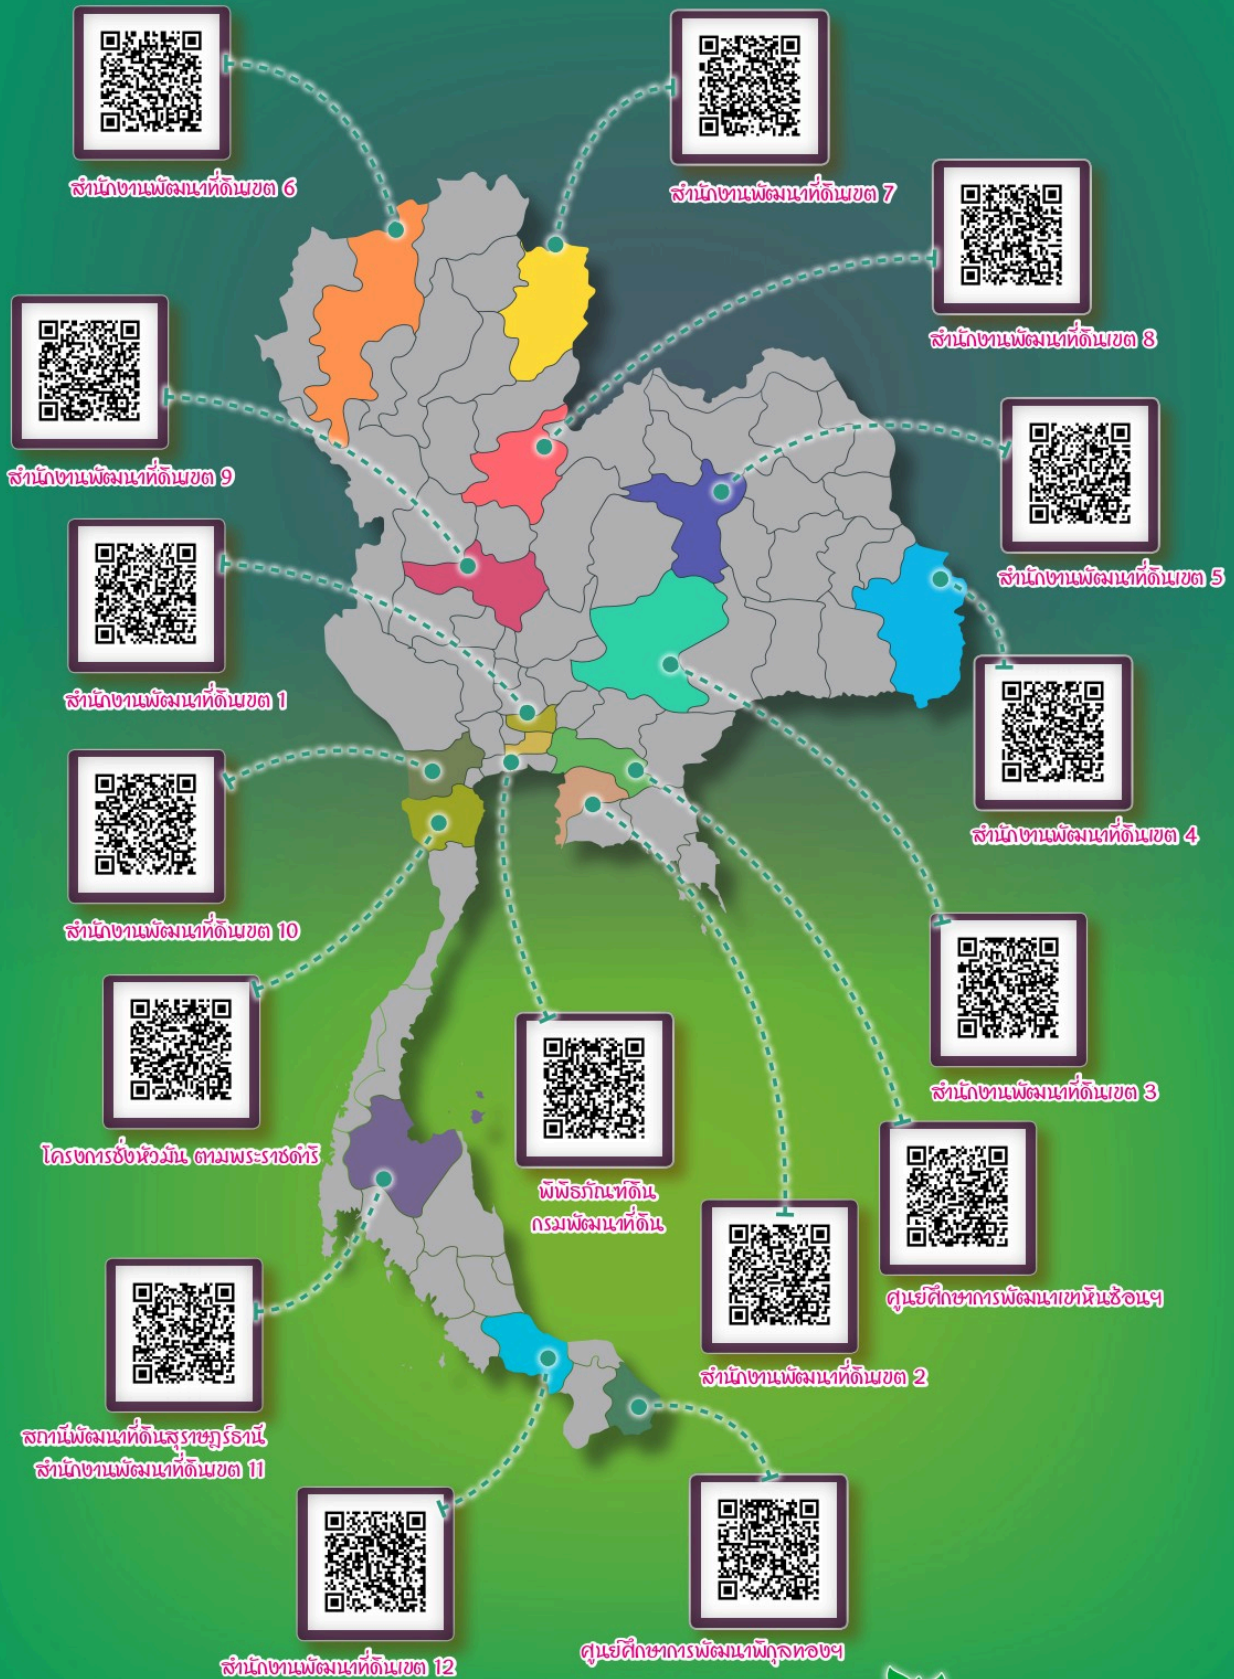 สำนักงานพัฒนาที่ดินเขต 6
สำนักงานพัฒนาที่ดินเขต 7
สำนักงานพัฒนาที่ดินเขต 8
สำนักงานพัฒนาที่ดินเขต 9
สำนักงานพัฒนาที่ดินเขต 5
สำนักงานพัฒนาที่ดินเขต 1
สำนักงานพัฒนาที่ดินเขต 4
สำนักงานพัฒนาที่ดินเขต 10
สำนักงานพัฒนาที่ดินเขต 3
โครงการชั่งหัวมัน ตามพระราชดำริ
พิพิธภัณฑ์ดิน
กรมพัฒนาที่ดิน
ศูนย์ศึกษาการพัฒนาเขาหินซ้อนฯ
สำนักงานพัฒนาที่ดินเขต 2
สถานีพัฒนาที่ดินสุราษฎร์ธานี
สำนักงานพัฒนาที่ดินเขต 11
ศูนย์ศึกษาการพัฒนาพิกุลทองฯ
สำนักงานพัฒนาที่ดินเขต 12